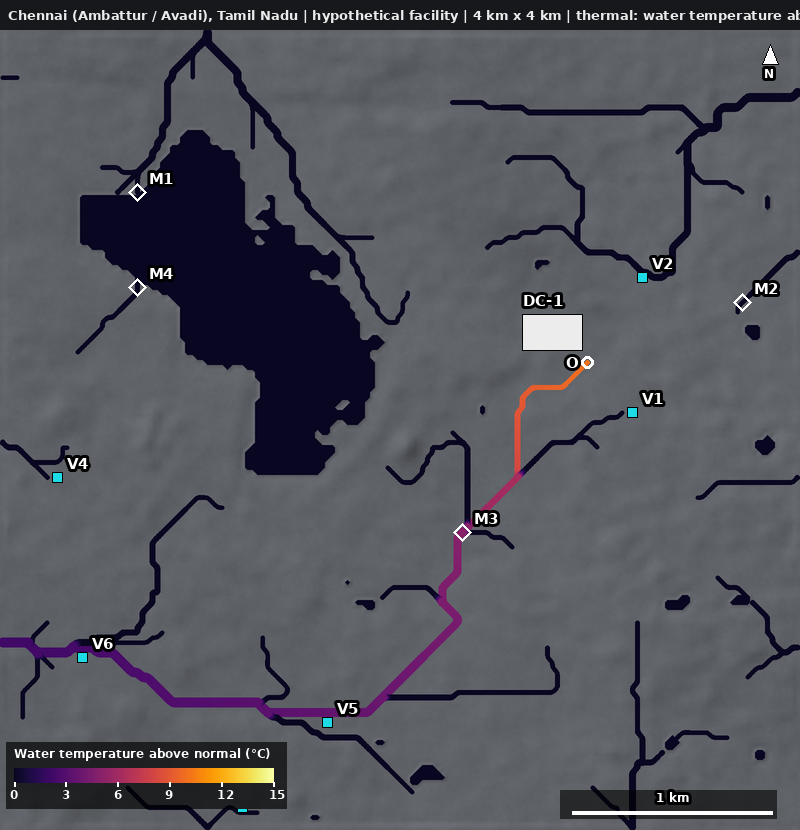 Chennai (Ambattur / Avadi), Tamil Nadu | hypothetical facility | 4 km x 4 km | thermal: water temperature ab
N
M1
V2
M4
M2
DC-1
O
V1
V4
M3
V6
V5
Water temperature above normal (°C)
0 3 6 9 12 15
1 km